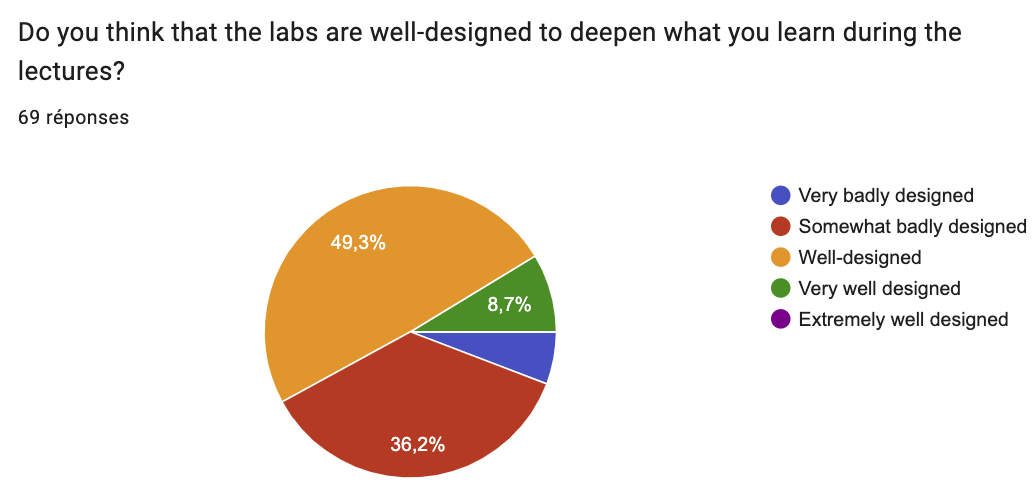 Do you think that the labs are well-designed to deepen what you learn during the
lectures?
69 réponses
49,3%
8,7%
36,2%
Very badly designed
Somewhat badly designed
Well-designed
Very well designed
Extremely well designed